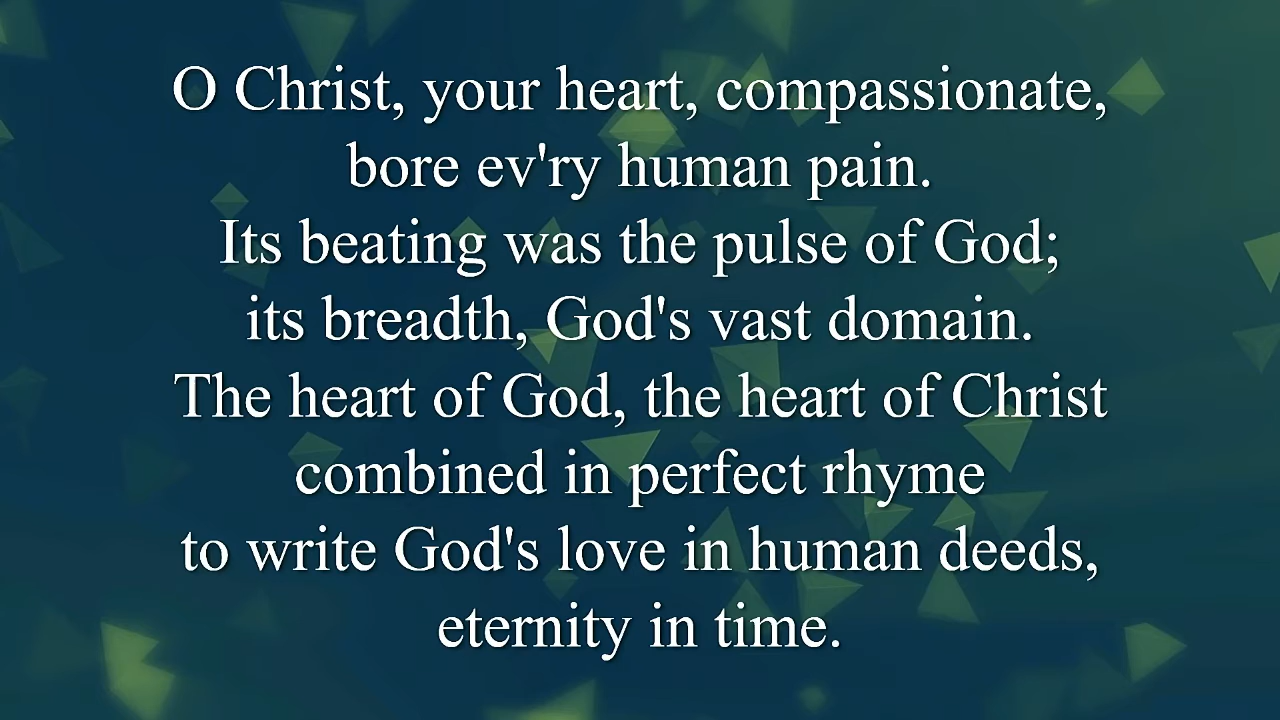 O Christ, your heart, compassionate,
bore ev'ry human pain.
Its beating was the pulse of God;
its breadth, God's vast domain.
The heart of God, the heart of Christ
combined in perfect rhyme
to write God's love in human deeds,
eternity in time.